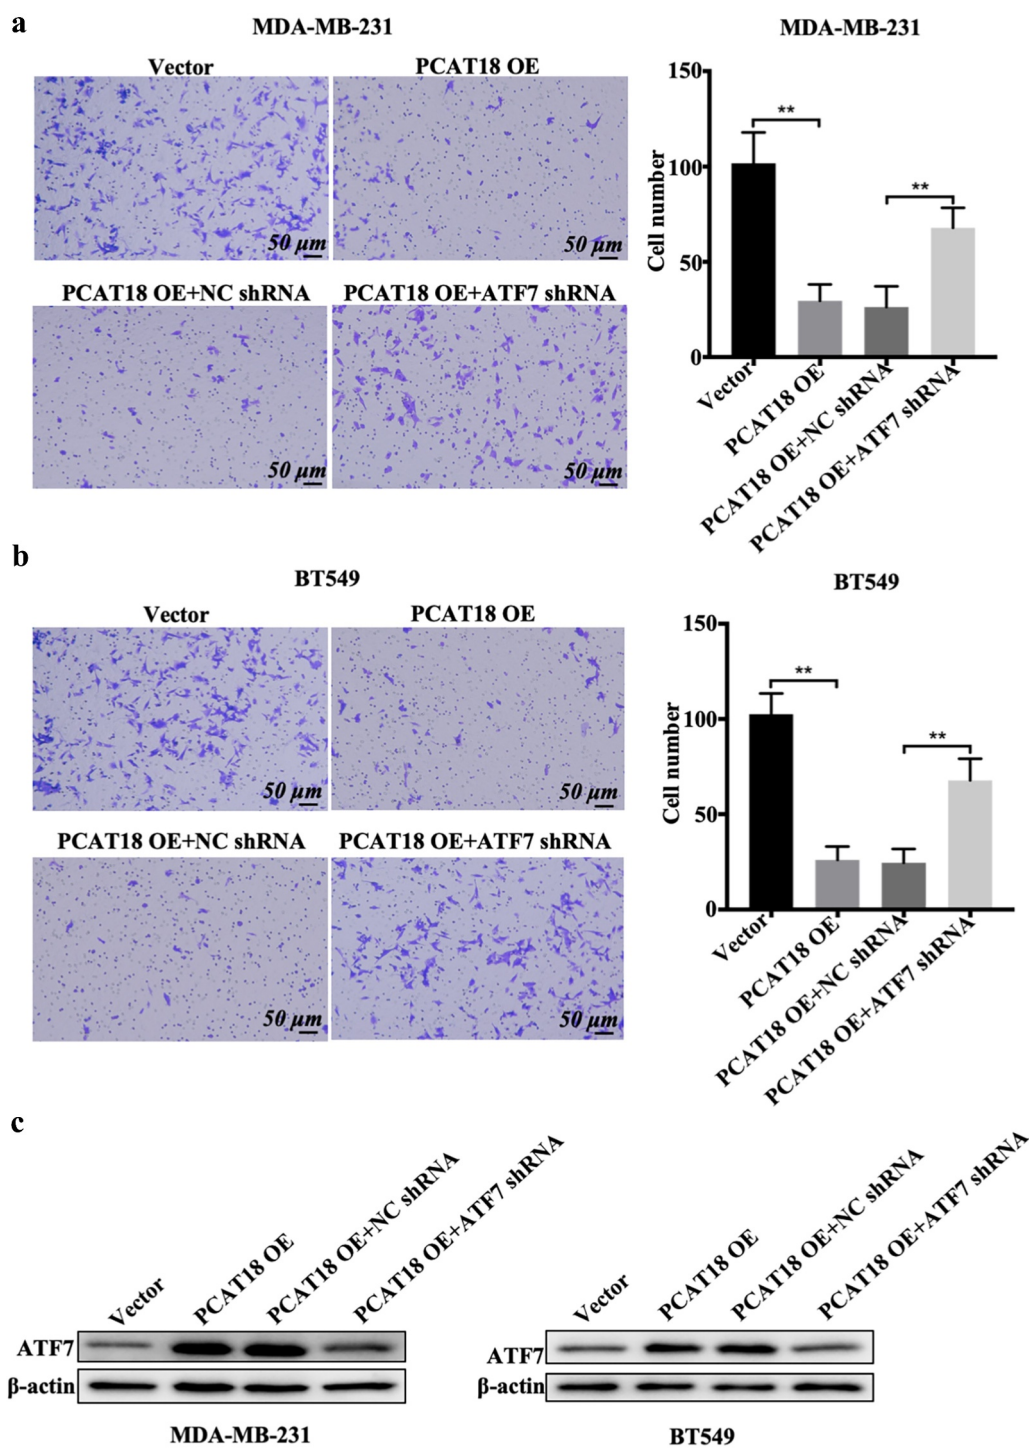 a
MDA-MB-231
MDA-MB-231
Vector
PCAT18 OE
50 μm
50 μm
PCAT18 OE+NC shRNA
PCAT18 OE+ATF7 shRNA
50 μm
50 μm
Cell number
150
100
50
0
**
**
Vector
PCAT18 OE
PCAT18 OE+NC shRNA
PCAT18 OE+ATF7 shRNA
b
BT549
BT549
Vector
PCAT18 OE
50 μm
50 μm
PCAT18 OE+NC shRNA
PCAT18 OE+ATF7 shRNA
50 μm
50 μm
Cell number
150
100
50
0
**
**
Vector
PCAT18 OE
PCAT18 OE+NC shRNA
PCAT18 OE+ATF7 shRNA
c
Vector
PCAT18 OE
PCAT18 OE+NC shRNA
PCAT18 OE+ATF7 shRNA
ATF7
β-actin
MDA-MB-231
Vector
PCAT18 OE
PCAT18 OE+NC shRNA
PCAT18 OE+ATF7 shRNA
ATF7
β-actin
BT549